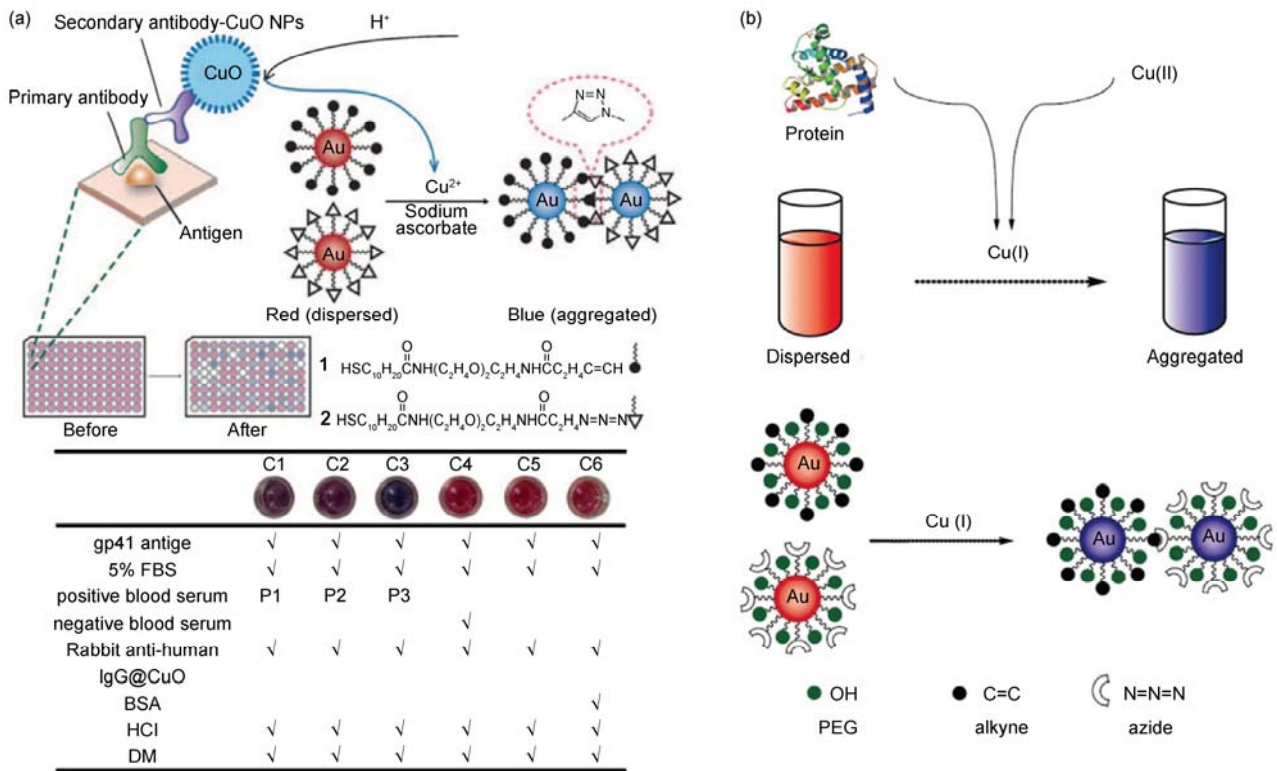 (a)
Secondary antibody-CuO NPs
H⁺
CuO
Primary antibody
Antigen
Au
Au
Cu²⁺
Sodium
ascorbate
N=N
N
Au
Au
Red (dispersed)
Blue (aggregated)
Before
After
O
O
1 HSC₁₀H₂₀CNH(C₂H₄O)₂C₂H₄NHCC₂H₄C=CH
O
O
2 HSC₁₀H₂₀CNH(C₂H₄O)₂C₂H₄NHCC₂H₄N=N=N
C1 C2 C3 C4 C5 C6
gp41 antige √ √ √ √ √ √
5% FBS √ √ √ √ √ √
positive blood serum P1 P2 P3
negative blood serum √
Rabbit anti-human √ √ √ √ √ √
IgG@CuO
BSA √
HCl √ √ √ √ √ √
DM √ √ √ √ √ √
(b)
Protein
Cu(II)
Cu(I)
Dispersed
Aggregated
Au
Au
Cu (I)
Au
Au
OH C=C N=N=N
PEG alkyne azide